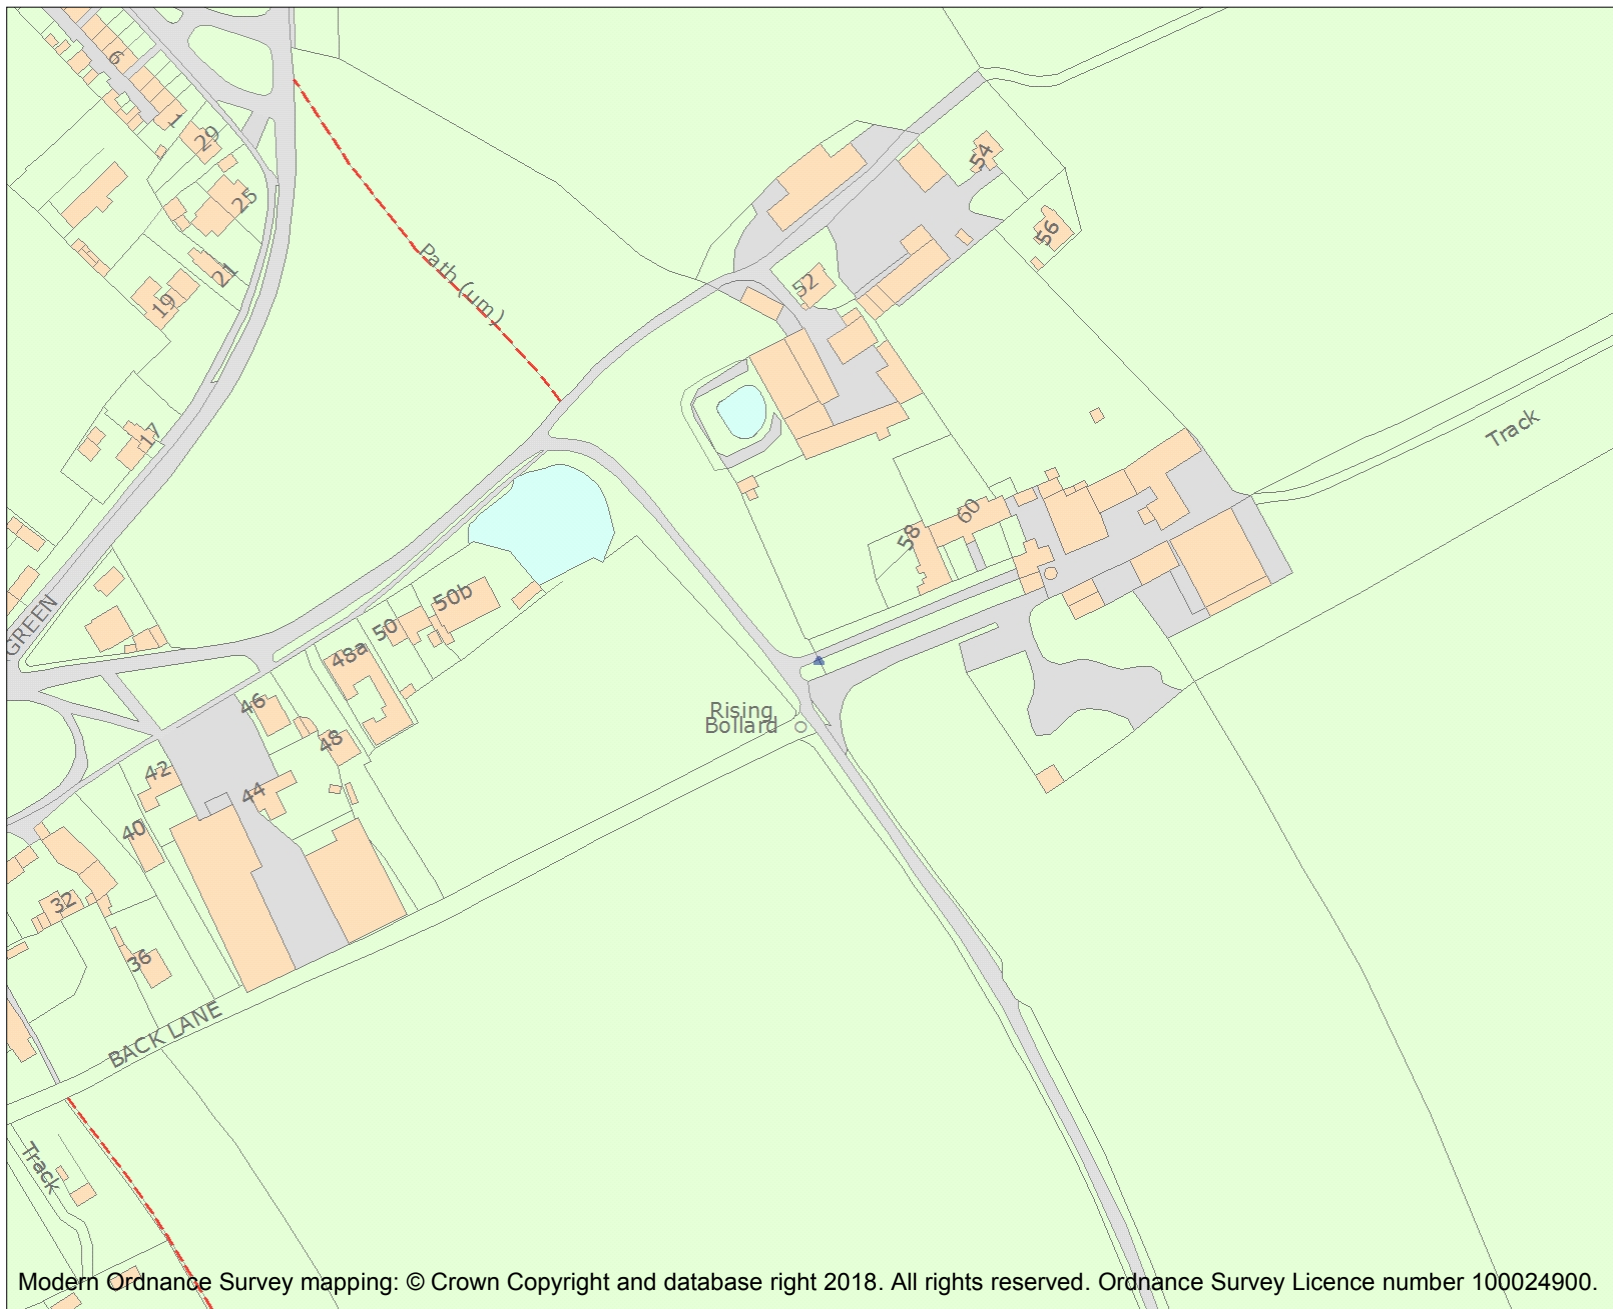 6
1
29
25
21
19
17
Path (um)
54
56
52
Track
58
60
50b
50
48a
GREEN
46
48
Rising
Bollard
42
44
40
32
36
BACK LANE
Track
Modern Ordnance Survey mapping: © Crown Copyright and database right 2018. All rights reserved. Ordnance Survey Licence number 100024900.